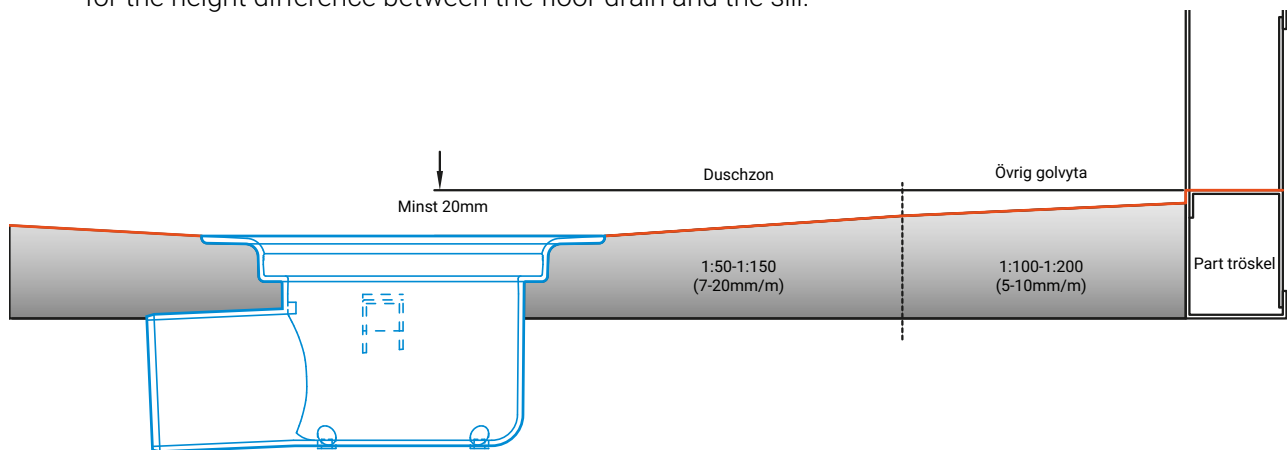 for the height difference between the floor drain and the sill.
Duschzon
Övrig golvyta
Minst 20mm
1:50-1:150
(7-20mm/m)
1:100-1:200
(5-10mm/m)
Part tröskel